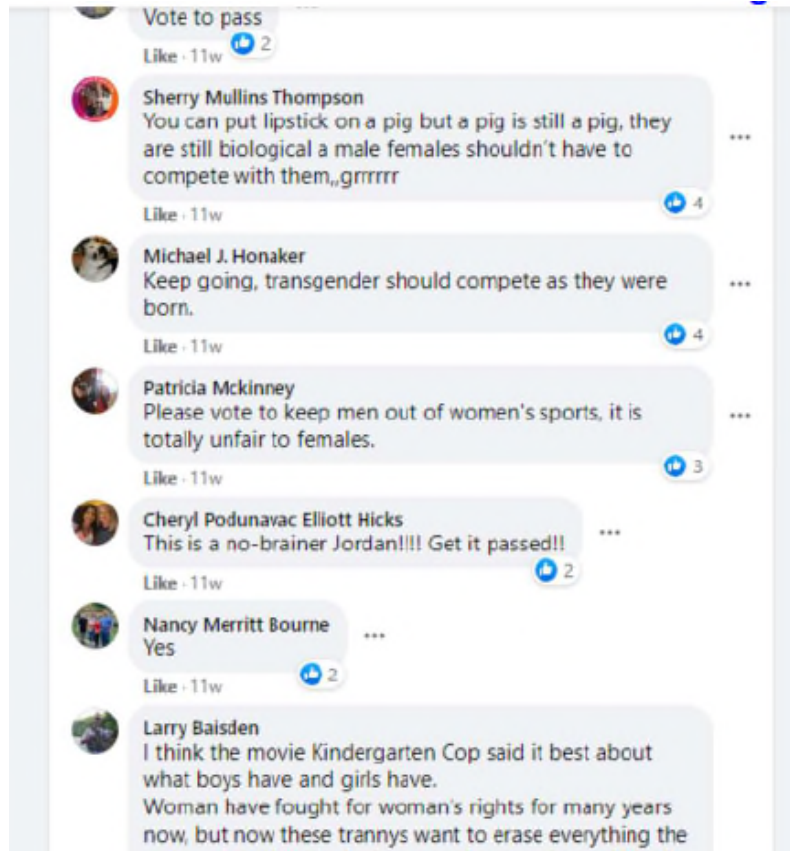 Vote to pass
Like · 11w 2
Sherry Mullins Thompson
You can put lipstick on a pig but a pig is still a pig, they
are still biological a male females shouldn't have to
compete with them,,grrrrrr
4
Like · 11w
Michael J. Honaker
Keep going, transgender should compete as they were
born.
4
Like · 11w
Patricia Mckinney
Please vote to keep men out of women's sports, it is
totally unfair to females.
3
Like · 11w
Cheryl Podunavac Elliott Hicks
This is a no-brainer Jordan!!!! Get it passed!!
2
Like · 11w
Nancy Merritt Bourne
Yes
2
Like · 11w
Larry Baisden
I think the movie Kindergarten Cop said it best about
what boys have and girls have.
Woman have fought for woman's rights for many years
now, but now these trannys want to erase everything the